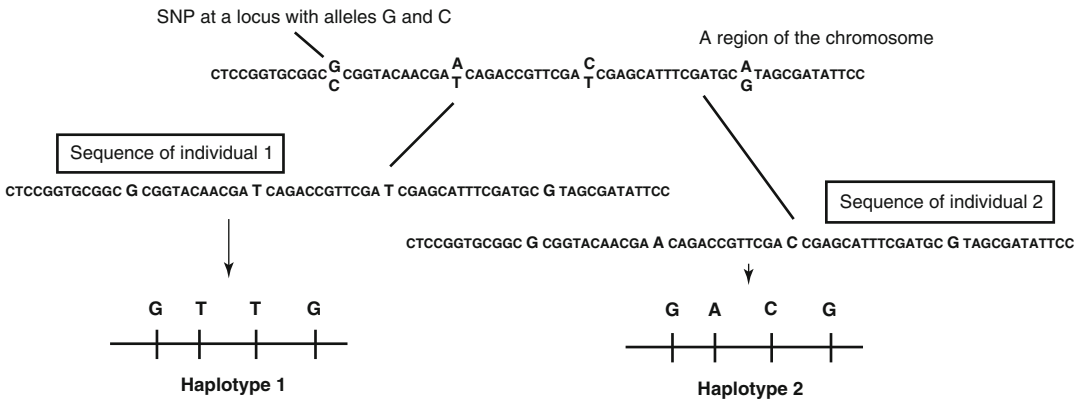 SNP at a locus with alleles G and C
A region of the chromosome
G A C A
CTCCGGTGCGGC CGGTACAACGA CAGACCGTTCGA CGAGCATTTCGATGC TAGCGATATTCC
C T T G
Sequence of individual 1
CTCCGGTGCGGC G CGGTACAACGA T CAGACCGTTCGA T CGAGCATTTCGATGC G TAGCGATATTCC
Sequence of individual 2
CTCCGGTGCGGC G CGGTACAACGA A CAGACCGTTCGA C CGAGCATTTCGATGC G TAGCGATATTCC
G T T G
Haplotype 1
G A C G
Haplotype 2